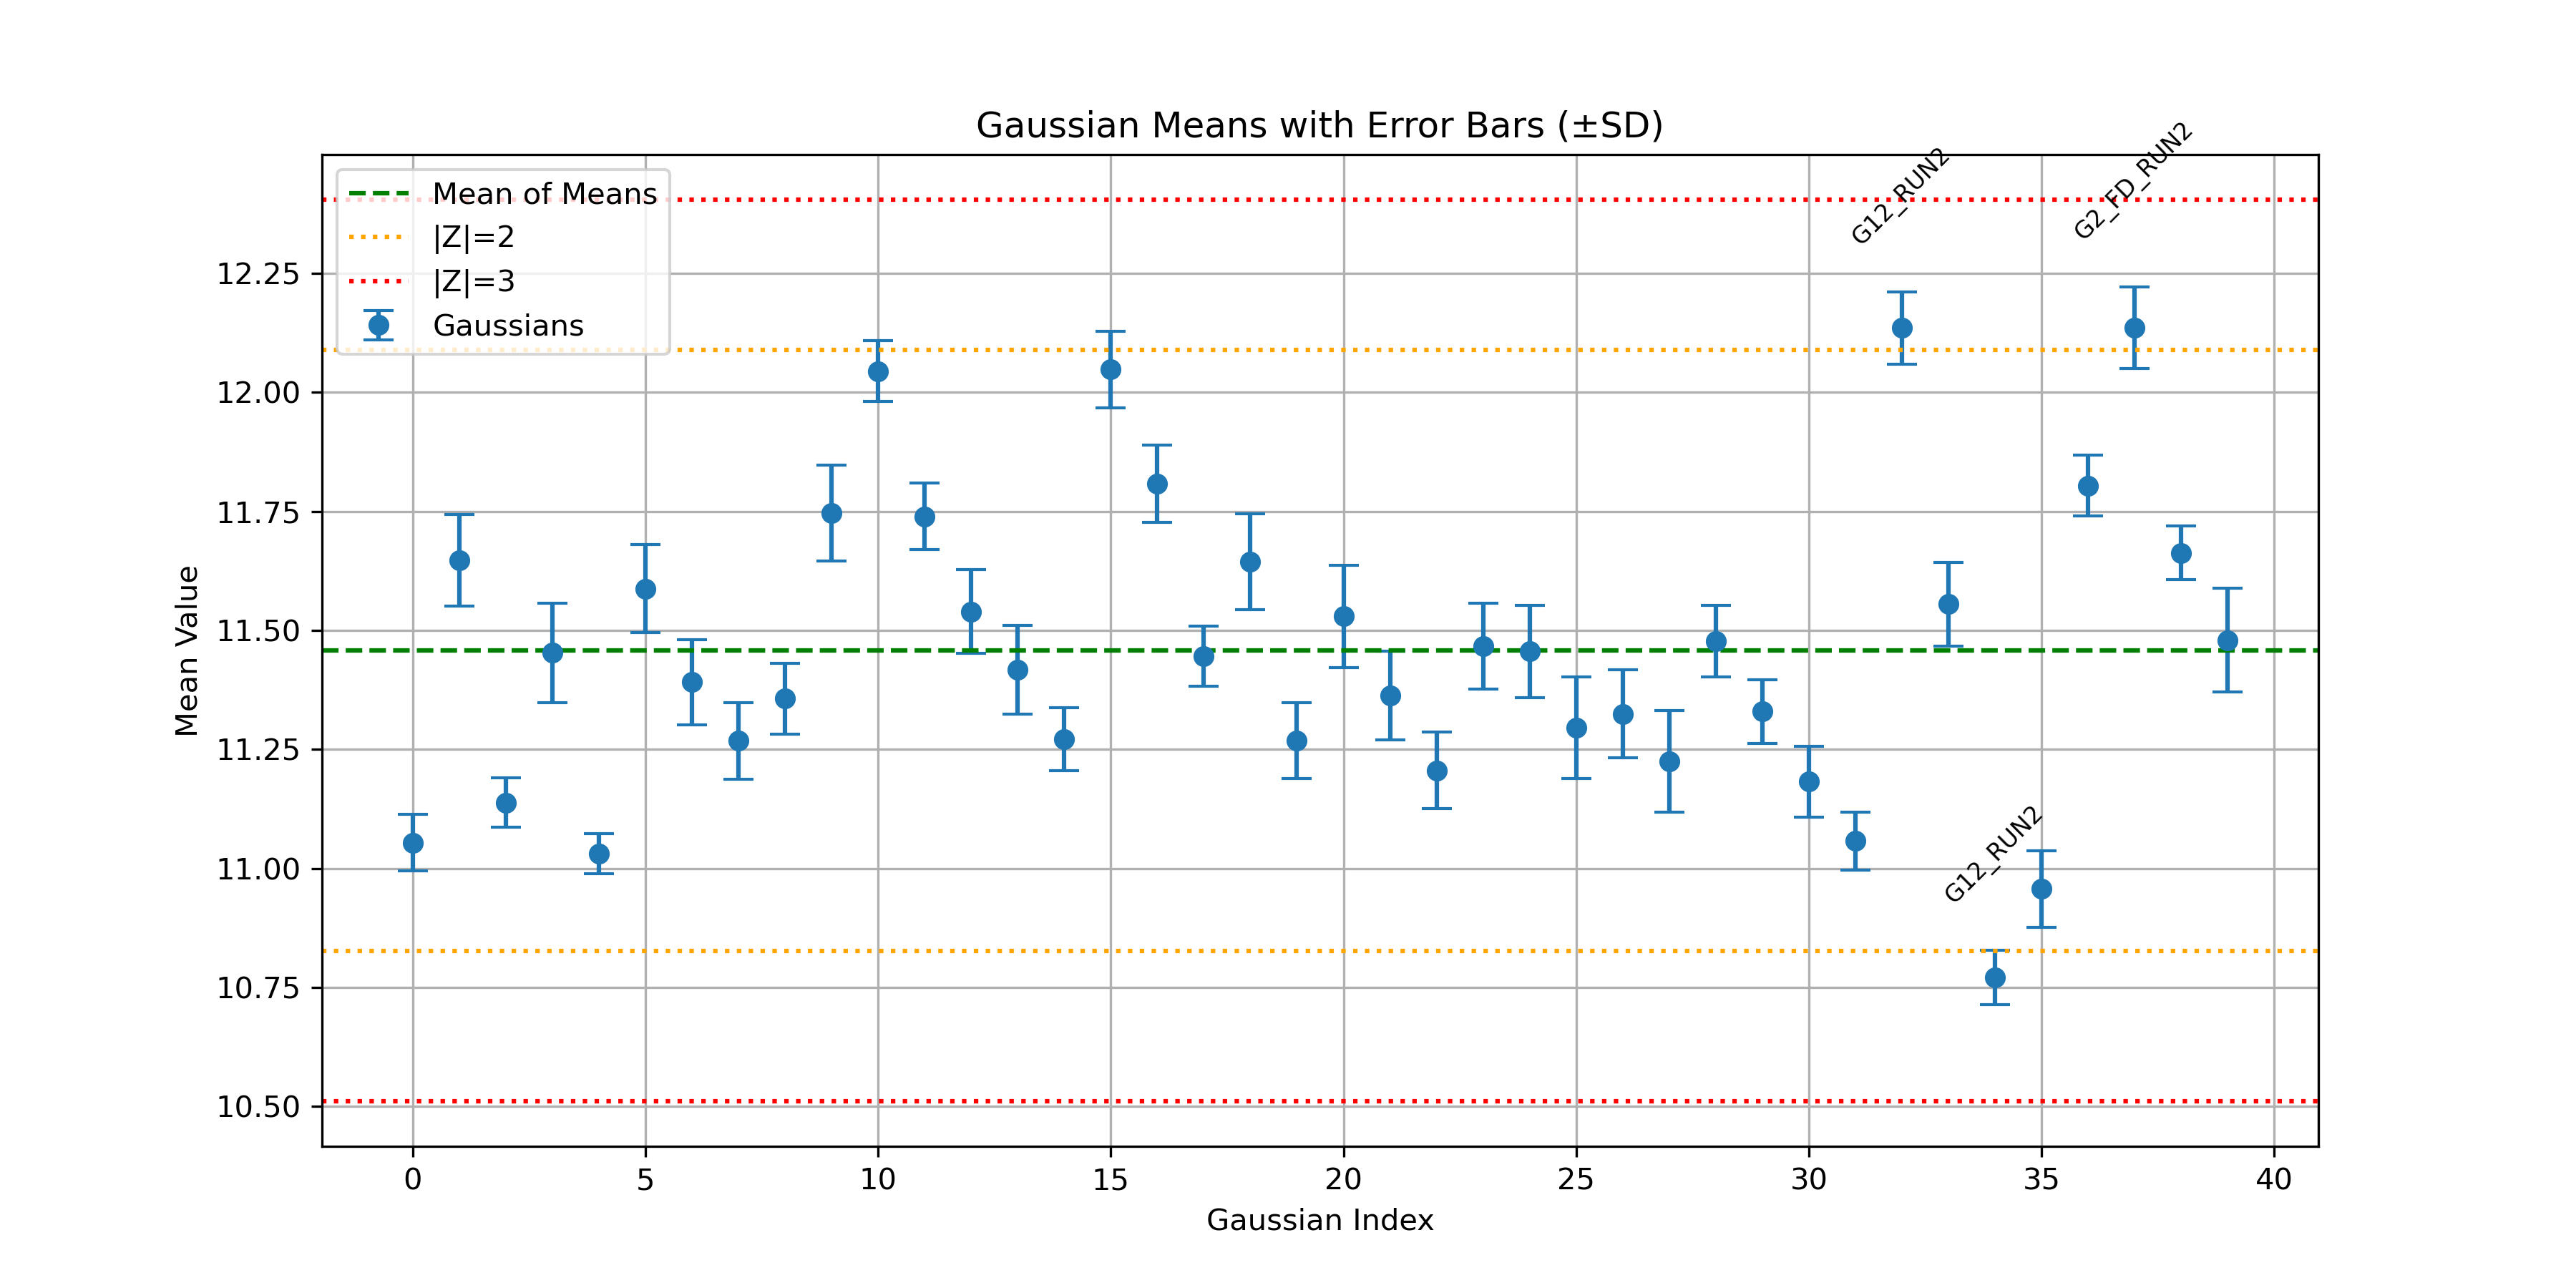 Gaussian Means with Error Bars (±SD)
Mean of Means
|Z|=2
|Z|=3
Gaussians
G12_RUN2
G2_FD_RUN2
G12_RUN2
Mean Value
12.25
12.00
11.75
11.50
11.25
11.00
10.75
10.50
0 5 10 15 20 25 30 35 40
Gaussian Index